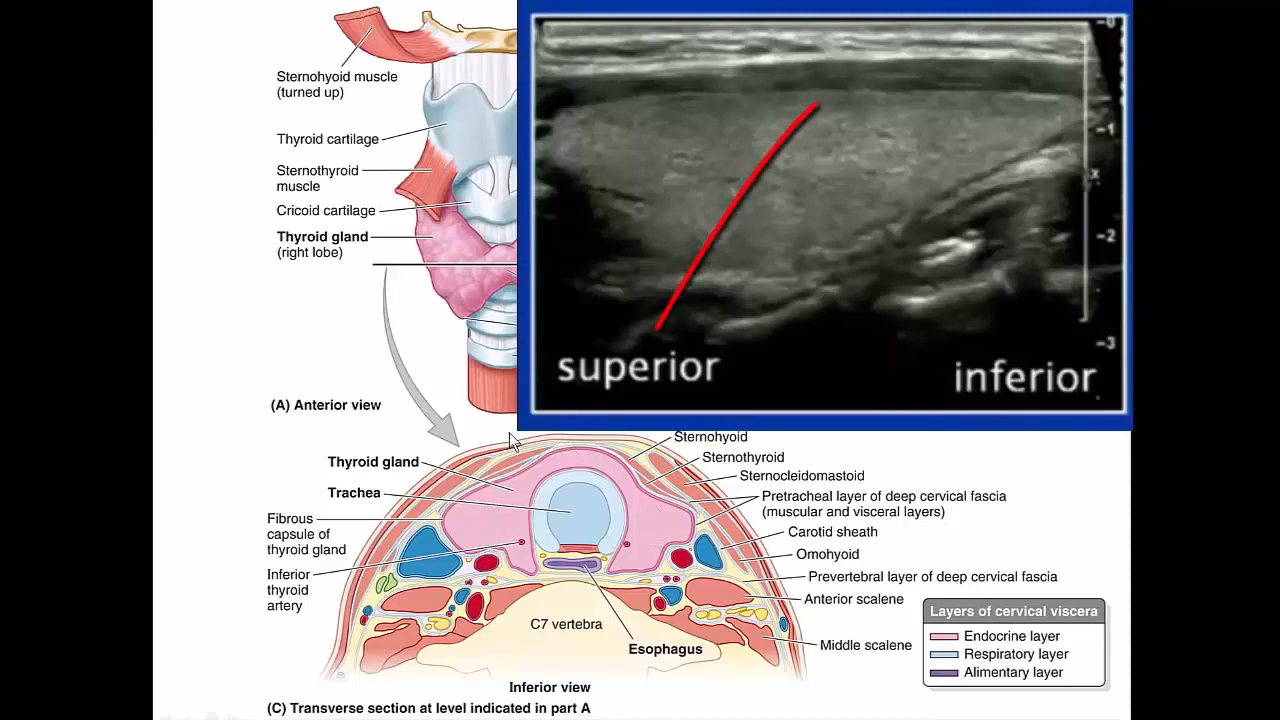 Sternohyoid muscle
(turned up)
Thyroid cartilage
Sternothyroid
muscle
Cricoid cartilage
Thyroid gland
(right lobe)
(A) Anterior view
-0
-1
x
-2
-3
superior
inferior
Thyroid gland
Trachea
Fibrous
capsule of
thyroid gland
Inferior
thyroid
artery
Sternohyoid
Sternothyroid
Sternocleidomastoid
Pretracheal layer of deep cervical fascia
(muscular and visceral layers)
Carotid sheath
Omohyoid
Prevertebral layer of deep cervical fascia
Anterior scalene
Middle scalene
C7 vertebra
Esophagus
Layers of cervical viscera
Endocrine layer
Respiratory layer
Alimentary layer
Inferior view
(C) Transverse section at level indicated in part A